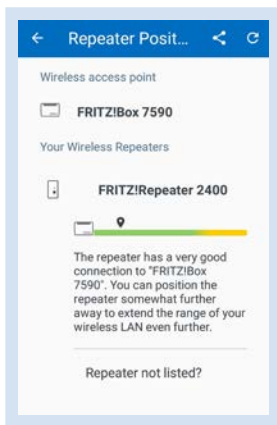 Repeater Posit...
Wireless access point
FRITZ!Box 7590
Your Wireless Repeaters
FRITZ!Repeater 2400
The repeater has a very good
connection to "FRITZ!Box
7590". You can position the
repeater somewhat further
away to extend the range of your
wireless LAN even further.
Repeater not listed?